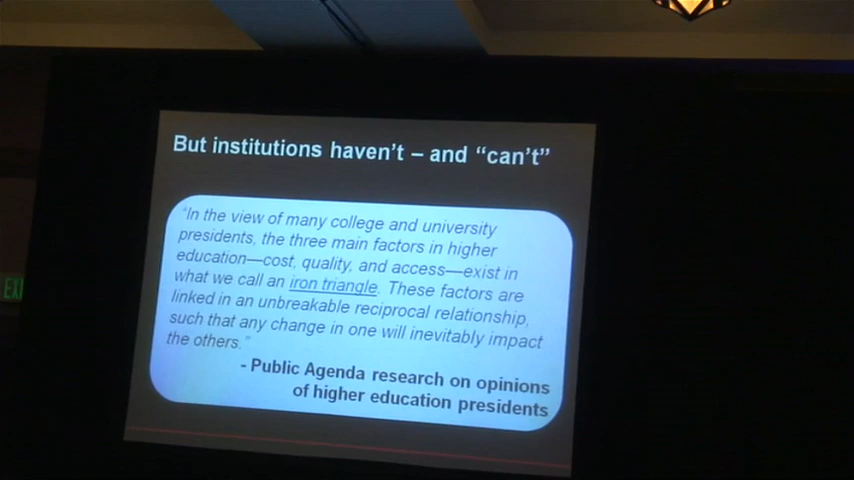 But institutions haven't – and "can't"
"In the view of many college and university
presidents, the three main factors in higher
education—cost, quality, and access—exist in
what we call an iron triangle. These factors are
linked in an unbreakable reciprocal relationship,
such that any change in one will inevitably impact
the others."
- Public Agenda research on opinions
of higher education presidents